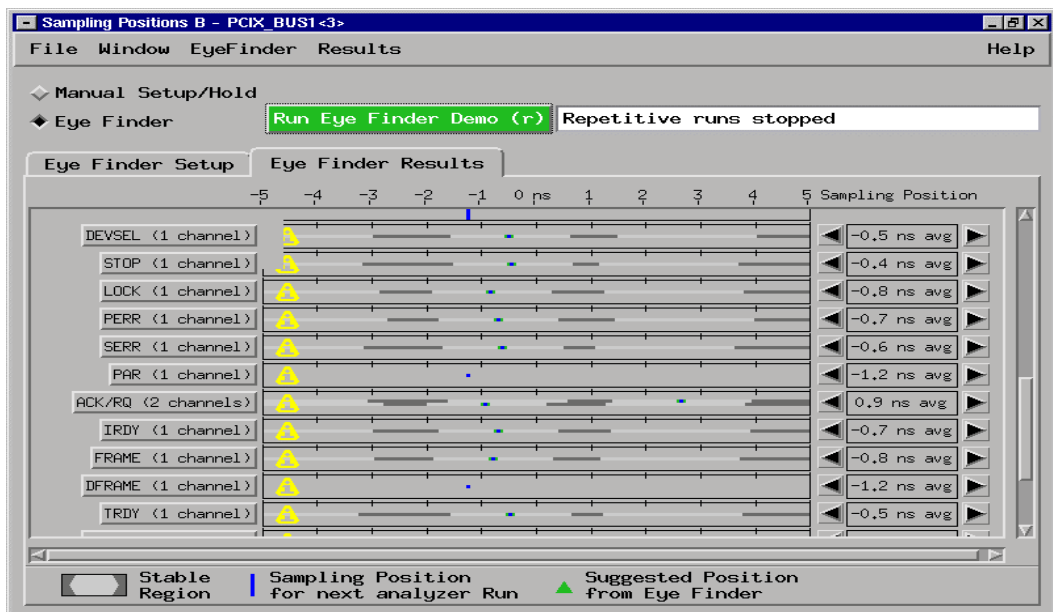 Sampling Positions B - PCIX_BUS1<3>
File Window EyeFinder Results Help
Manual Setup/Hold
Eye Finder
Run Eye Finder Demo (r) Repetitive runs stopped
Eye Finder Setup Eye Finder Results
-5 -4 -3 -2 -1 0 ns 1 2 3 4 5 Sampling Position
DEVSEL (1 channel) -0.5 ns avg
STOP (1 channel) -0.4 ns avg
LOCK (1 channel) -0.8 ns avg
PERR (1 channel) -0.7 ns avg
SERR (1 channel) -0.6 ns avg
PAR (1 channel) -1.2 ns avg
ACK/RQ (2 channels) 0.9 ns avg
IRDY (1 channel) -0.7 ns avg
FRAME (1 channel) -0.8 ns avg
DFRAME (1 channel) -1.2 ns avg
TRDY (1 channel) -0.5 ns avg
Stable Region
Sampling Position for next analyzer Run
Suggested Position from Eye Finder